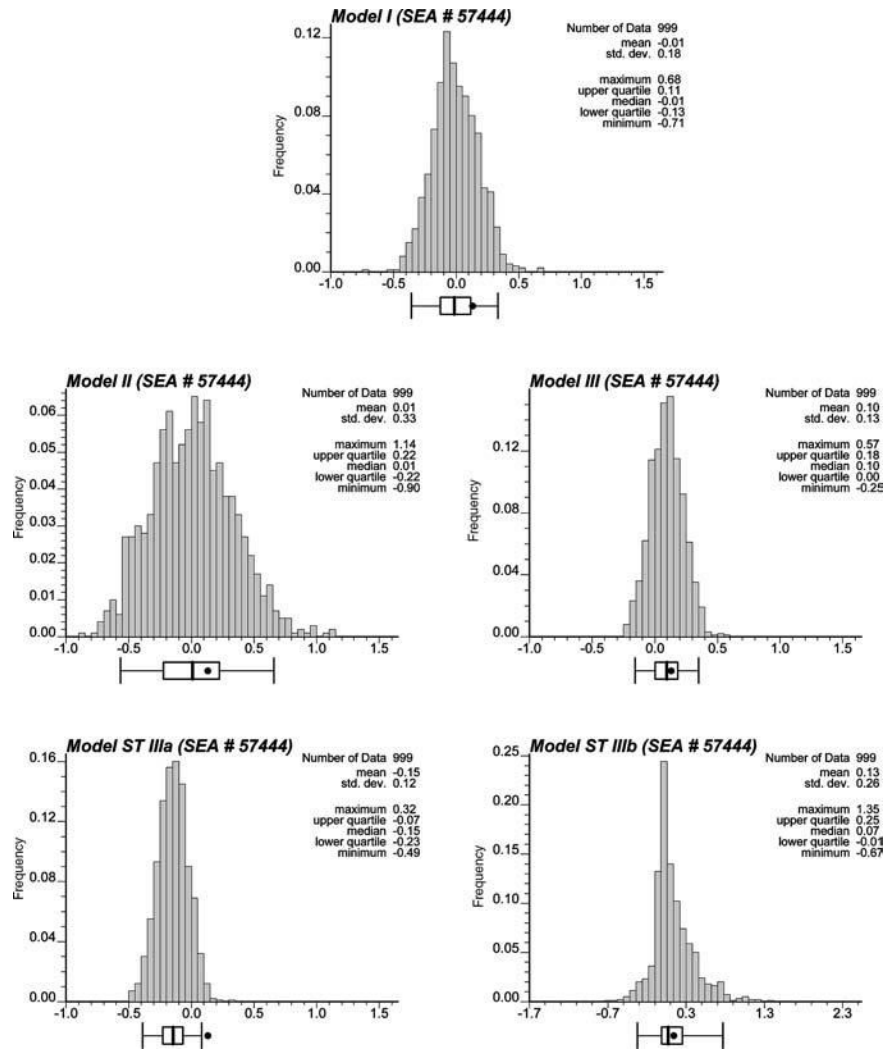 Model I (SEA # 57444)
Number of Data 999
mean -0.01
std. dev. 0.18
maximum 0.68
upper quartile 0.11
median -0.01
lower quartile -0.13
minimum -0.71
Frequency
0.12
0.08
0.04
0.00
-1.0 -0.5 0.0 0.5 1.0 1.5
Model II (SEA # 57444)
Number of Data 999
mean 0.01
std. dev. 0.33
maximum 1.14
upper quartile 0.22
median 0.01
lower quartile -0.22
minimum -0.90
Frequency
0.06
0.05
0.04
0.03
0.02
0.01
0.00
-1.0 -0.5 0.0 0.5 1.0 1.5
Model III (SEA # 57444)
Number of Data 999
mean 0.10
std. dev. 0.13
maximum 0.57
upper quartile 0.18
median 0.10
lower quartile 0.00
minimum -0.25
Frequency
0.12
0.08
0.04
0.00
-1.0 -0.5 0.0 0.5 1.0 1.5
Model ST IIIa (SEA # 57444)
Number of Data 999
mean -0.15
std. dev. 0.12
maximum 0.32
upper quartile -0.07
median -0.15
lower quartile -0.23
minimum -0.49
Frequency
0.16
0.12
0.08
0.04
0.00
-1.0 -0.5 0.0 0.5 1.0 1.5
Model ST IIIb (SEA # 57444)
Number of Data 999
mean 0.13
std. dev. 0.26
maximum 1.35
upper quartile 0.25
median 0.07
lower quartile -0.01
minimum -0.67
Frequency
0.25
0.20
0.15
0.10
0.05
0.00
-1.7 -0.7 0.3 1.3 2.3